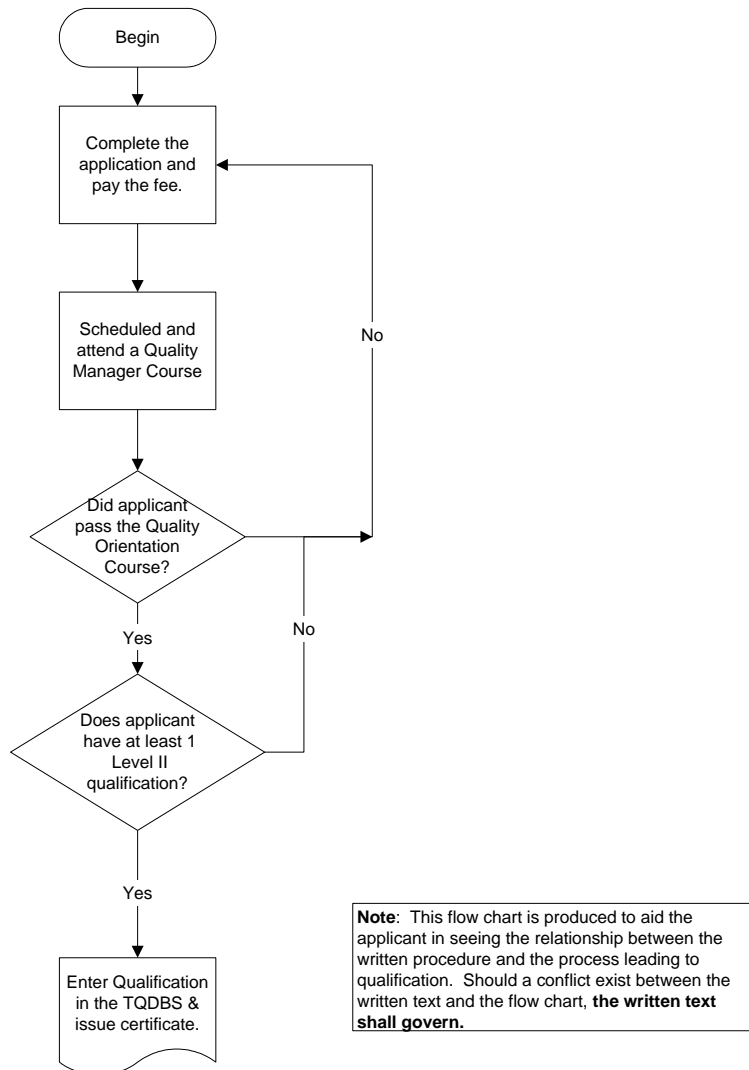 Begin
Complete the
application and
pay the fee.
Scheduled and
attend a Quality
Manager Course
No
Did applicant
pass the Quality
Orientation
Course?
No
Yes
Does applicant
have at least 1
Level II
qualification?
Yes
Enter Qualification
in the TQDBS &
issue certificate.
Note:  This flow chart is produced to aid the
applicant in seeing the relationship between the
written procedure and the process leading to
qualification.  Should a conflict exist between the
written text and the flow chart, the written text
shall govern.